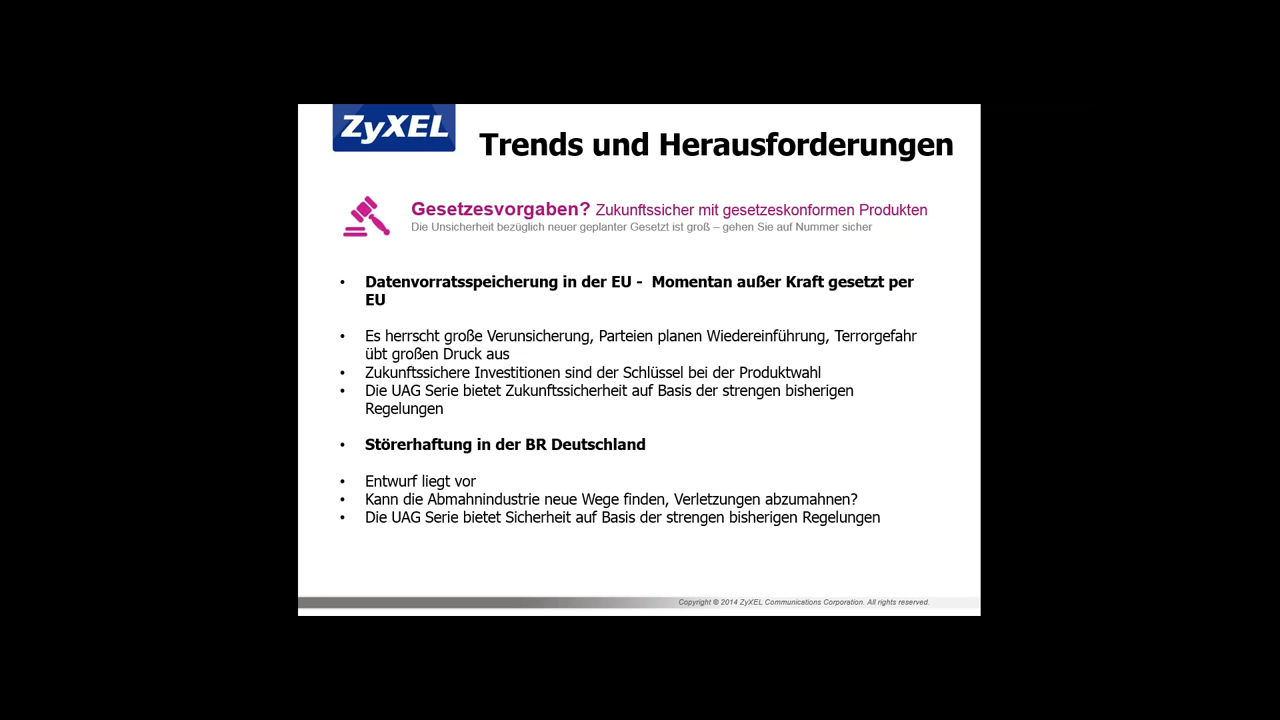 ZyXEL
Trends und Herausforderungen
Gesetzesvorgaben? Zukunftssicher mit gesetzeskonformen Produkten
Die Unsicherheit bezüglich neuer geplanter Gesetzt ist groß – gehen Sie auf Nummer sicher
• Datenvorratsspeicherung in der EU - Momentan außer Kraft gesetzt per
EU
• Es herrscht große Verunsicherung, Parteien planen Wiedereinführung, Terrorgefahr
übt großen Druck aus
• Zukunftssichere Investitionen sind der Schlüssel bei der Produktwahl
• Die UAG Serie bietet Zukunftssicherheit auf Basis der strengen bisherigen
Regelungen
• Störerhaftung in der BR Deutschland
• Entwurf liegt vor
• Kann die Abmahnindustrie neue Wege finden, Verletzungen abzumahnen?
• Die UAG Serie bietet Sicherheit auf Basis der strengen bisherigen Regelungen
Copyright © 2014 ZyXEL Communications Corporation. All rights reserved.